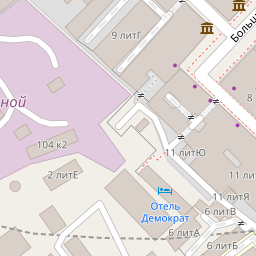 9 литГ
Больш
ной
8
104 к2
11 литЮ
2 литЕ
11 литЯ
Отель
Демократ
6 литВ
6 литА
6 литБ